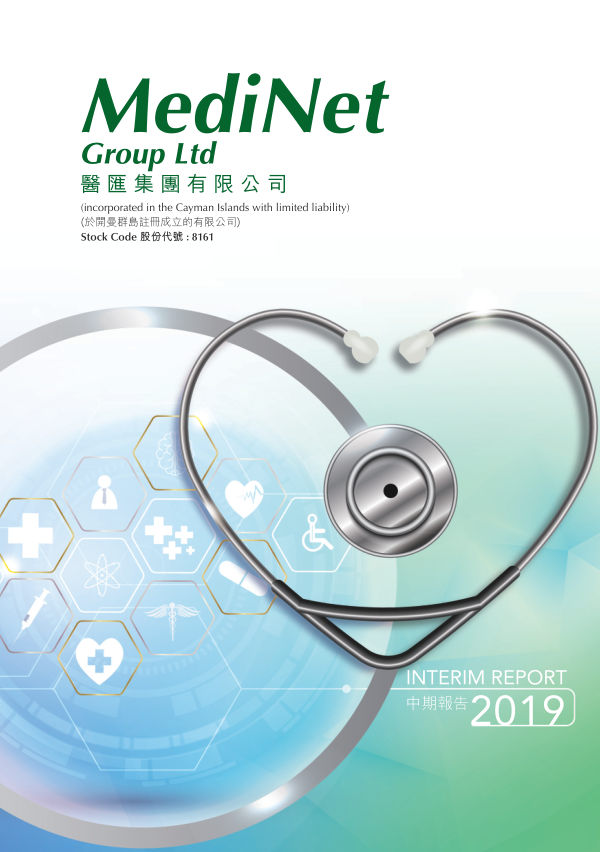 MediNet
Group Ltd
醫匯集團有限公司
(incorporated in the Cayman Islands with limited liability)
(於開曼群島註冊成立的有限公司)
Stock Code 股份代號 : 8161
INTERIM REPORT
中期報告 2019